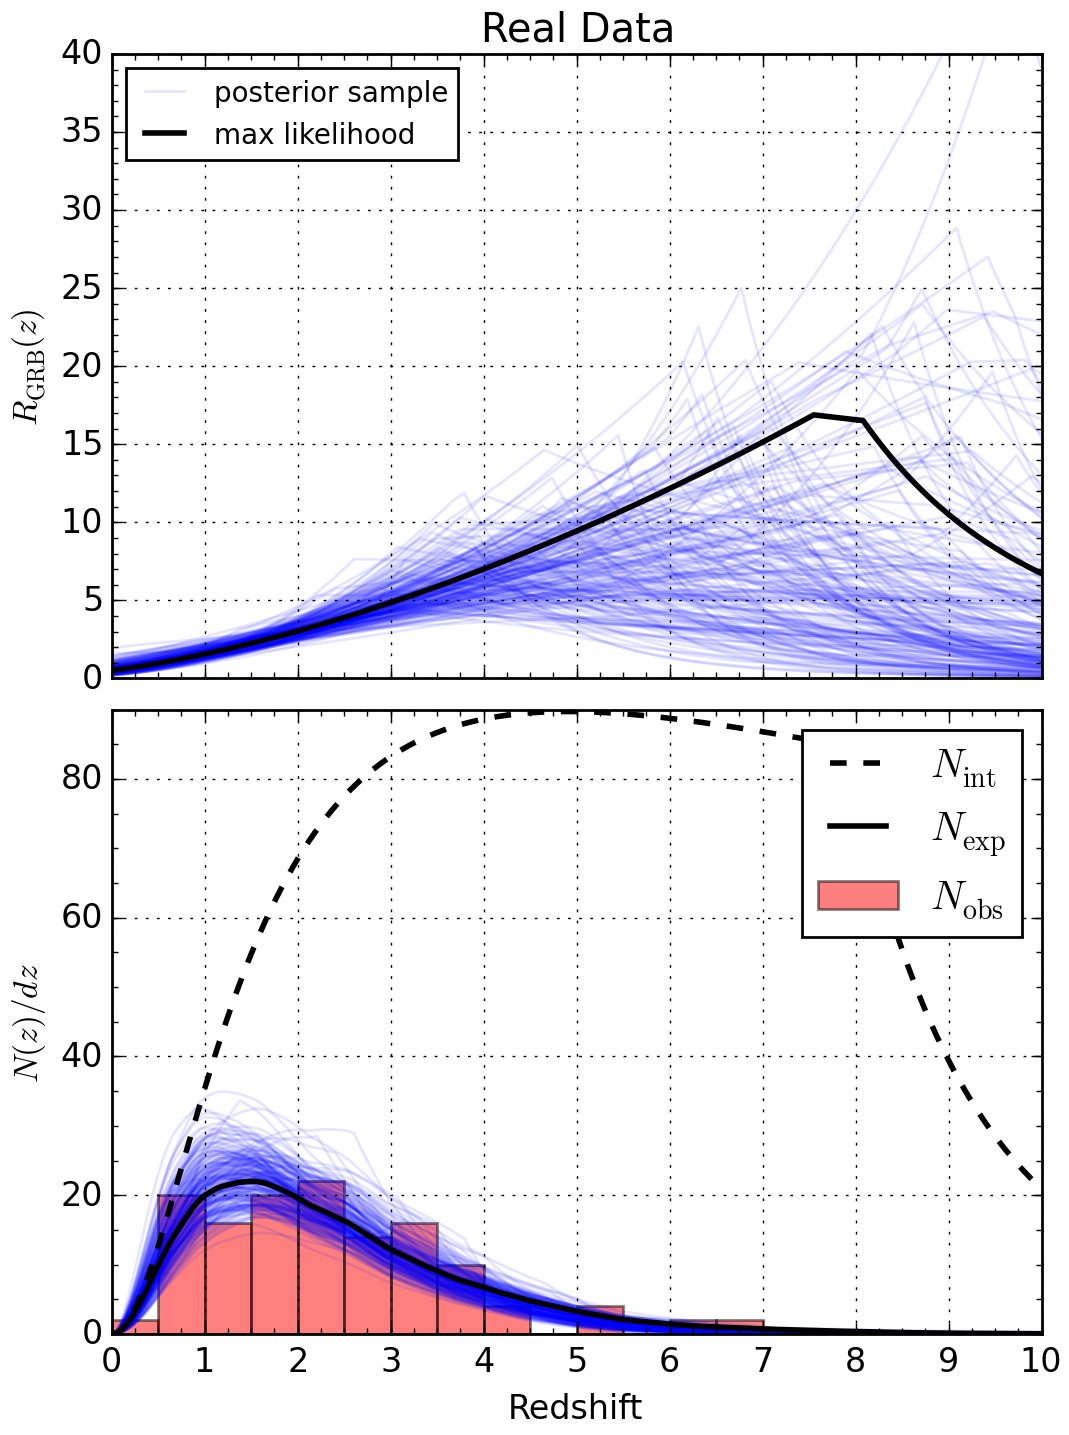 Real Data
40
35
30
25
20
15
10
5
0
R_GRB(z)
posterior sample
max likelihood
80
60
40
20
0
N(z)/dz
N_int
N_exp
N_obs
0 1 2 3 4 5 6 7 8 9 10
Redshift